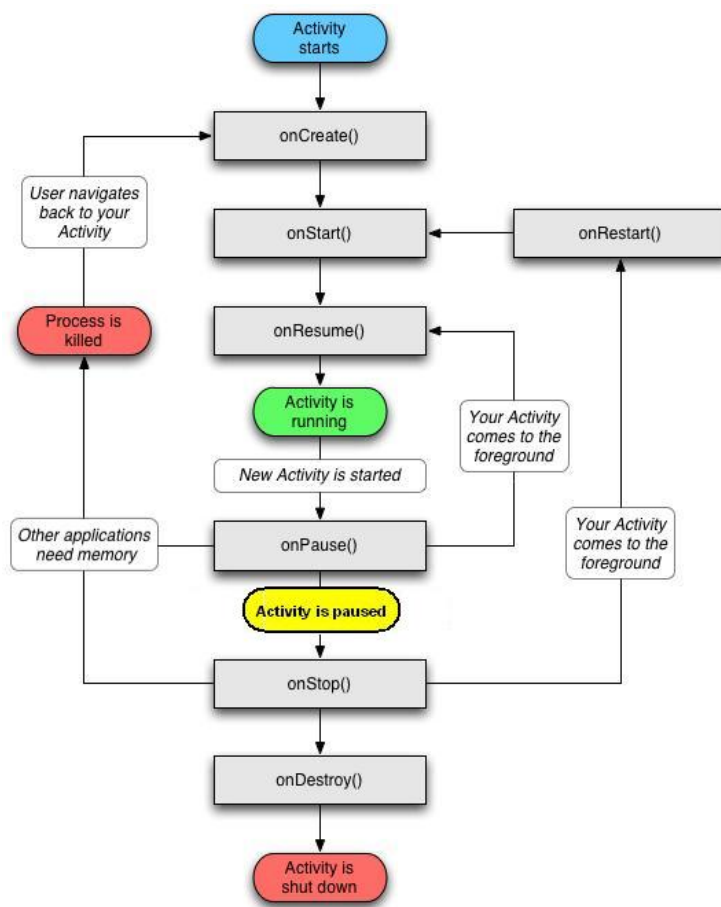 Activity
starts
onCreate()
User navigates
back to your
Activity
onStart()
onRestart()
Process is
killed
onResume()
Activity is
running
Your Activity
comes to the
foreground
New Activity is started
Other applications
need memory
onPause()
Your Activity
comes to the
foreground
Activity is paused
onStop()
onDestroy()
Activity is
shut down